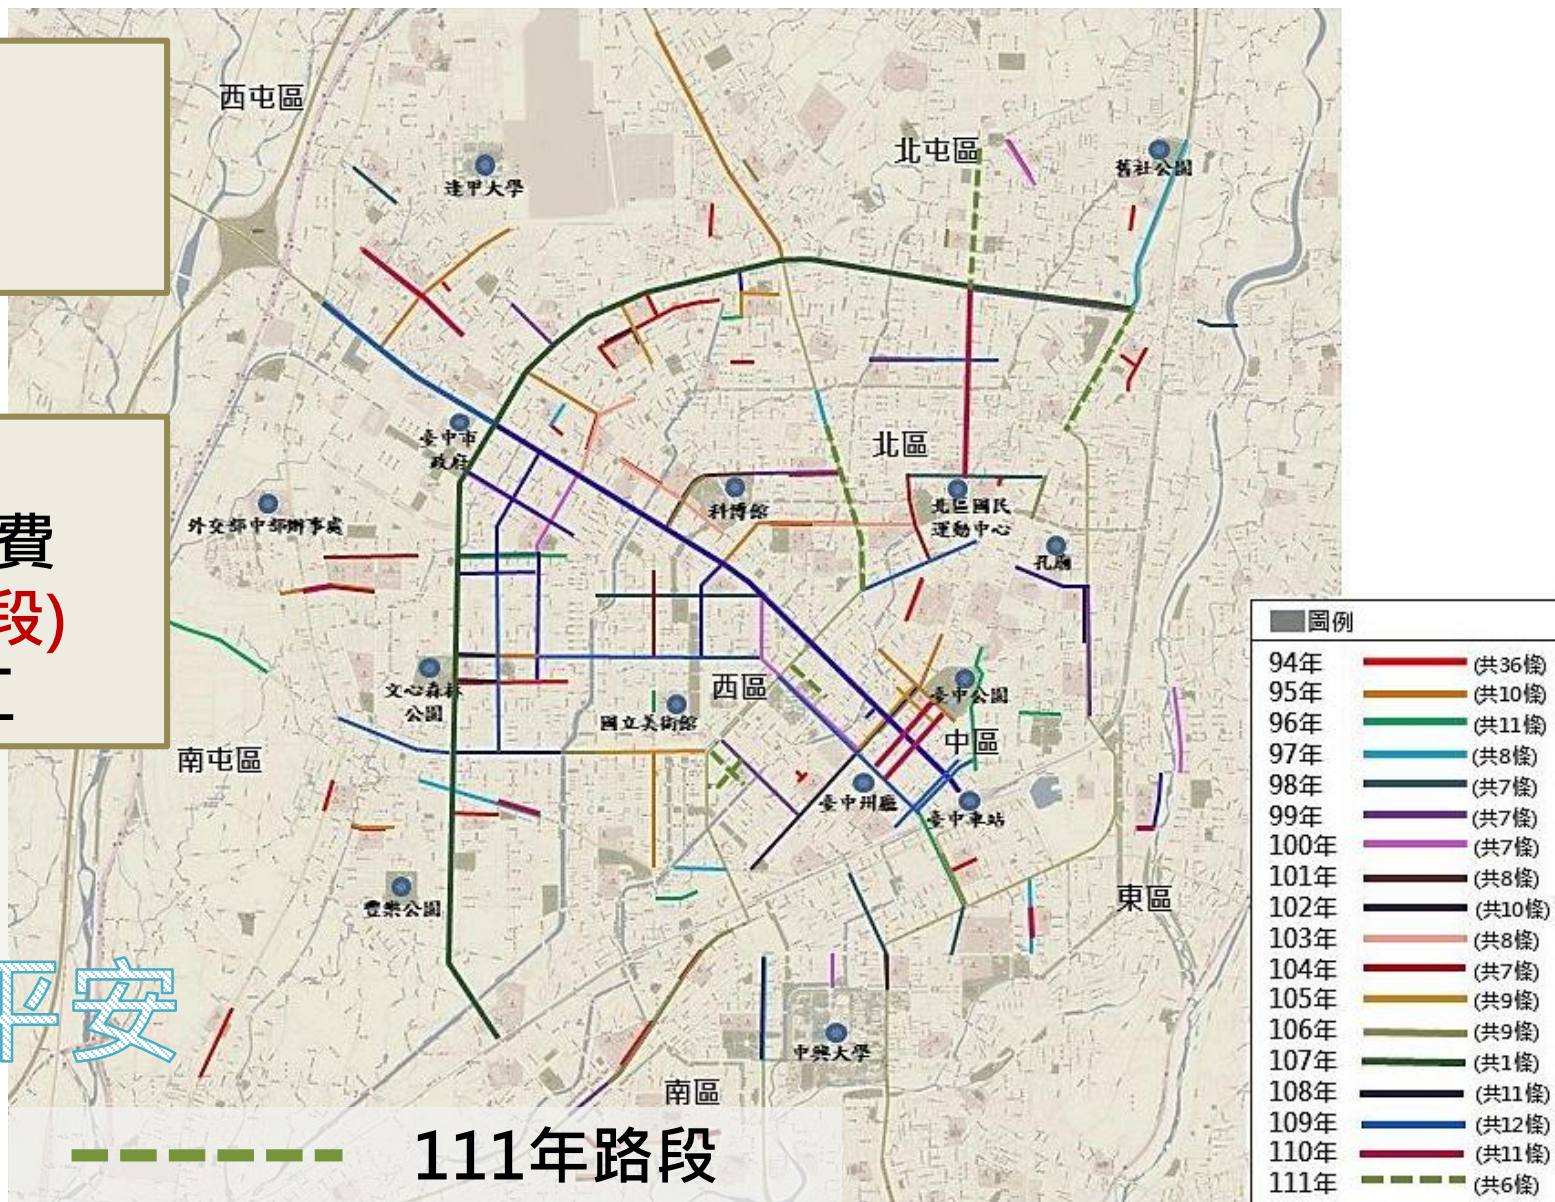 西屯區
逢甲大學
北屯區
舊社公園
臺中市
政府
北區
外交部中部辦事處
科博館
北區國民
運動中心
孔廟
費
段)
文心森林
公園
西區
國立美術館
臺中公園
中區
南屯區
臺中州廳
臺中車站
豐樂公園
東區
平安
中興大學
南區
111年路段
圖例
94年 (共36條)
95年 (共10條)
96年 (共11條)
97年 (共8條)
98年 (共7條)
99年 (共7條)
100年 (共7條)
101年 (共8條)
102年 (共10條)
103年 (共8條)
104年 (共7條)
105年 (共9條)
106年 (共9條)
107年 (共1條)
108年 (共11條)
109年 (共12條)
110年 (共11條)
111年 (共6條)